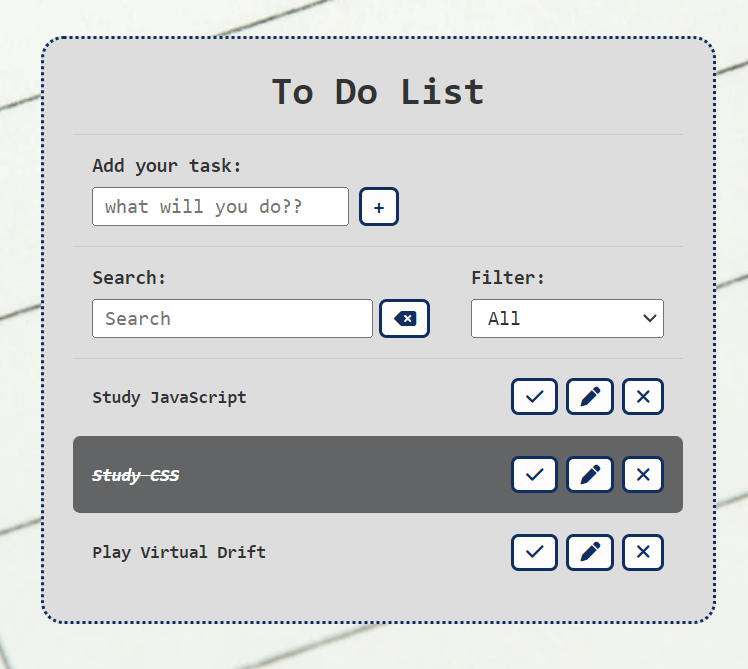 To Do List
Add your task:
what will you do??
+
Search:
Filter:
Search
All
Study JavaScript
Study CSS
Play Virtual Drift